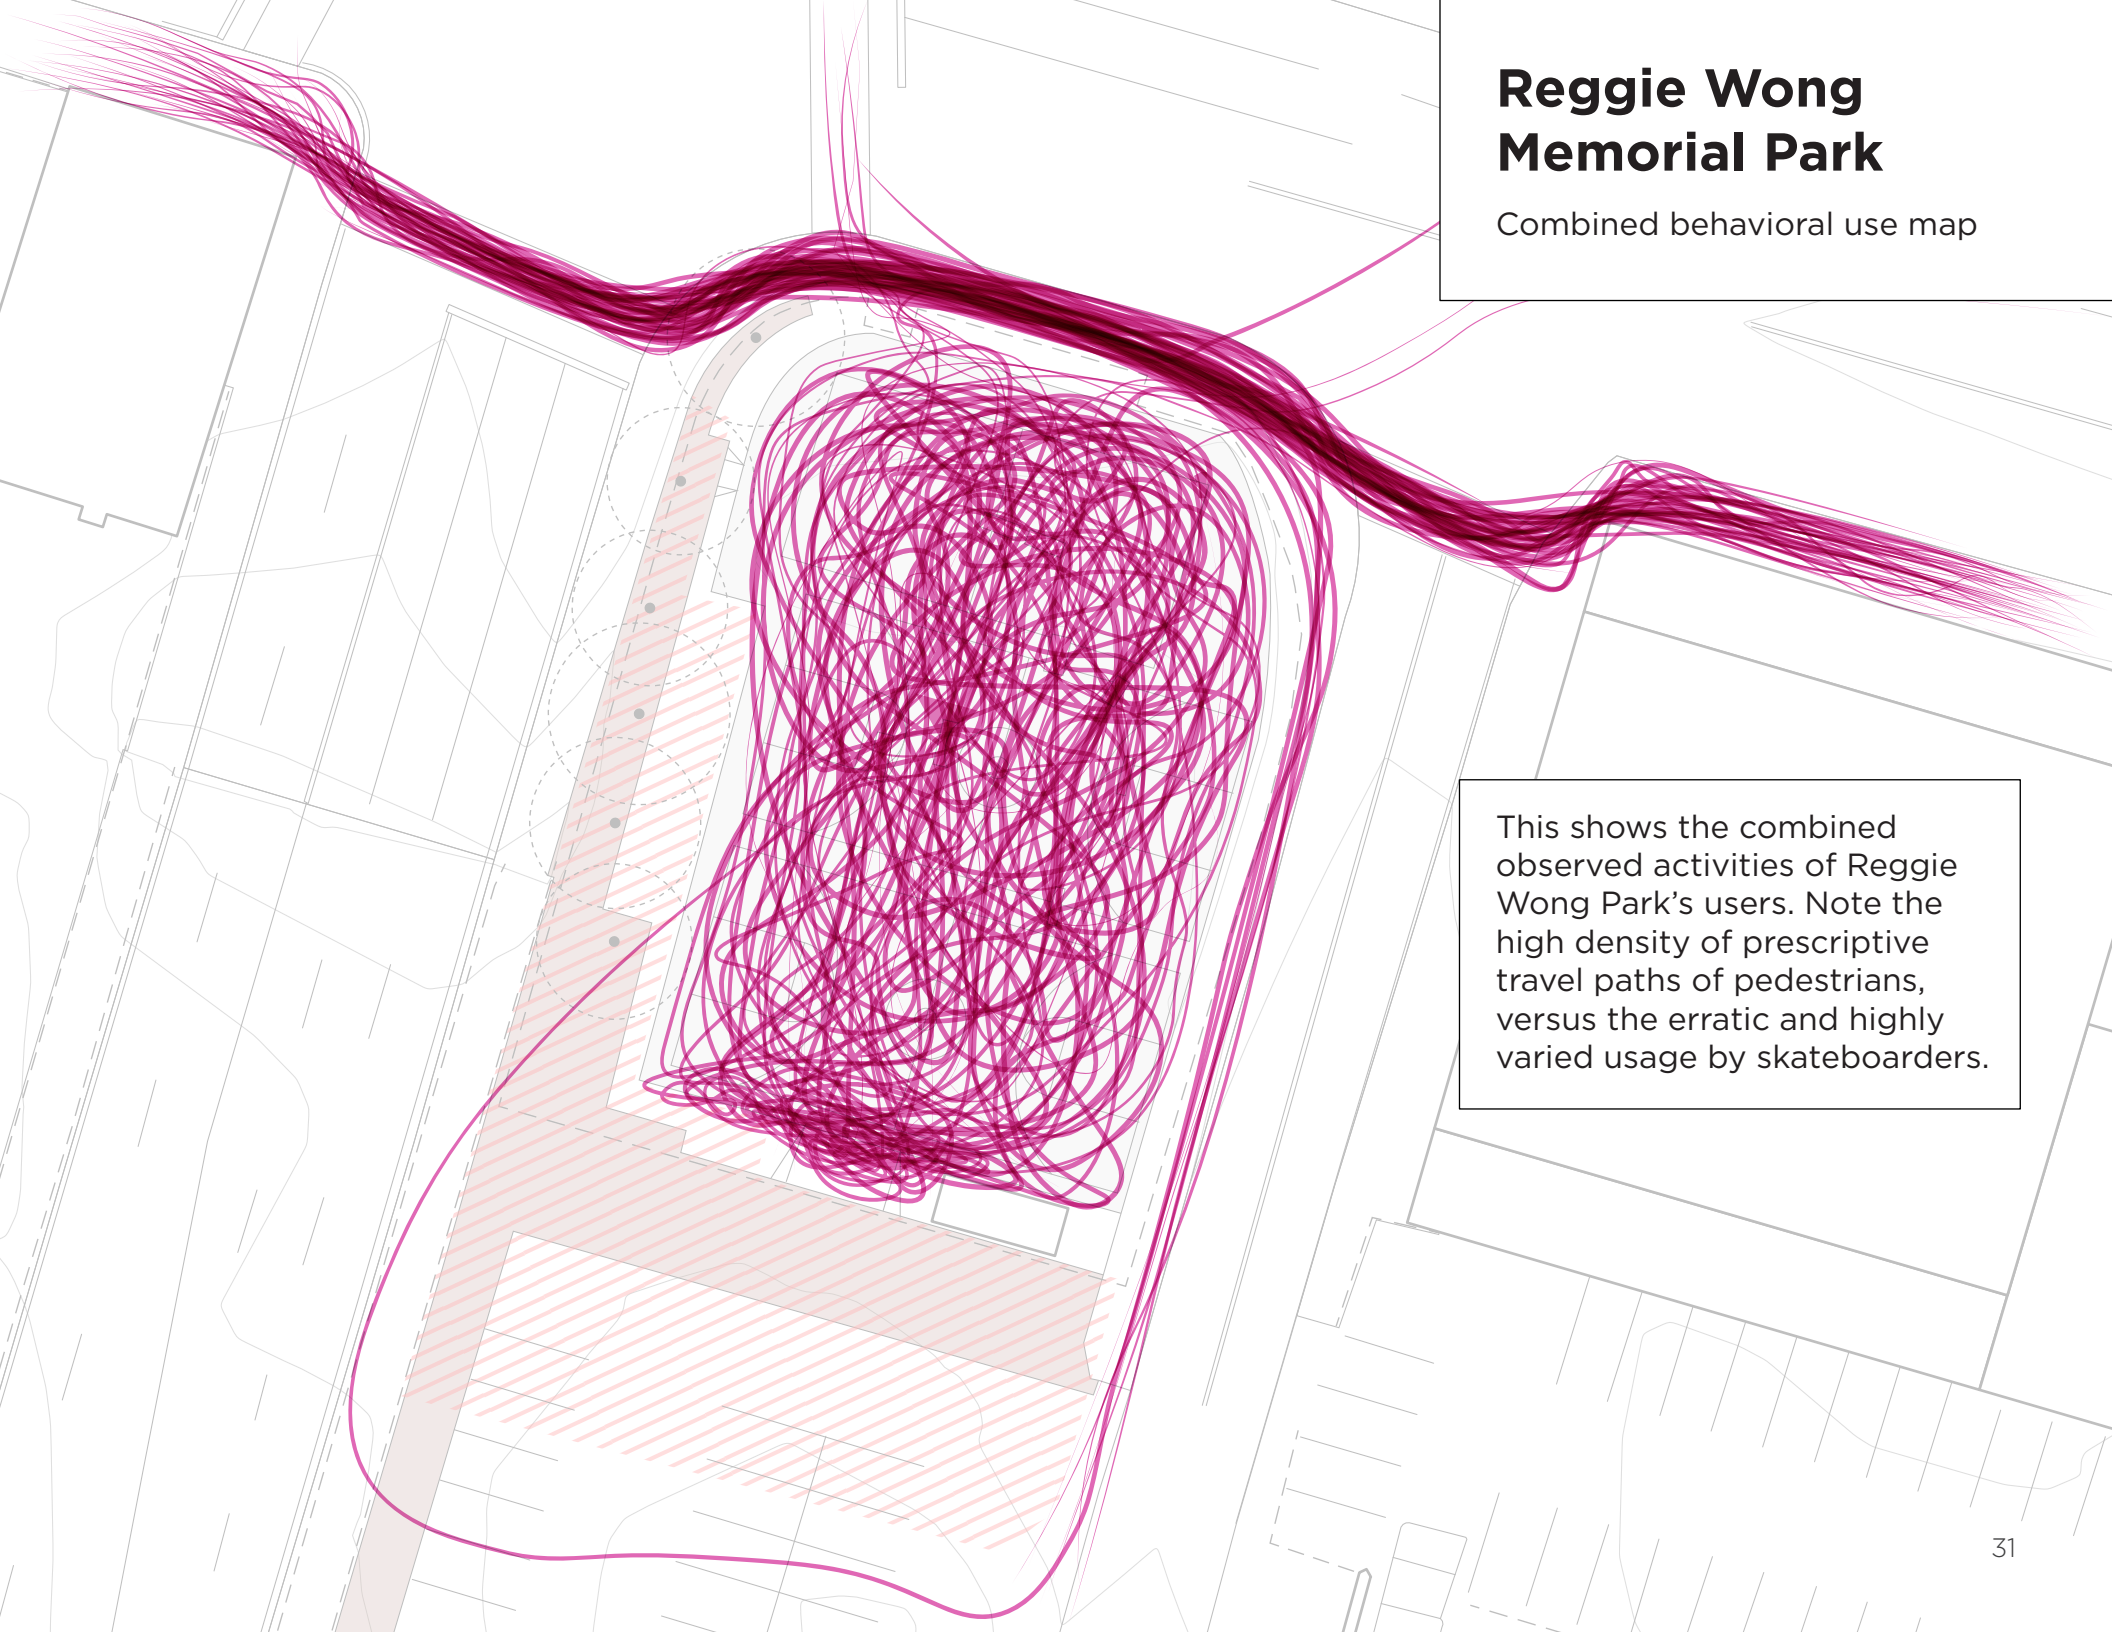 Reggie Wong
Memorial Park
Combined behavioral use map
This shows the combined
observed activities of Reggie
Wong Park’s users. Note the
high density of prescriptive
travel paths of pedestrians,
versus the erratic and highly
varied usage by skateboarders.
31